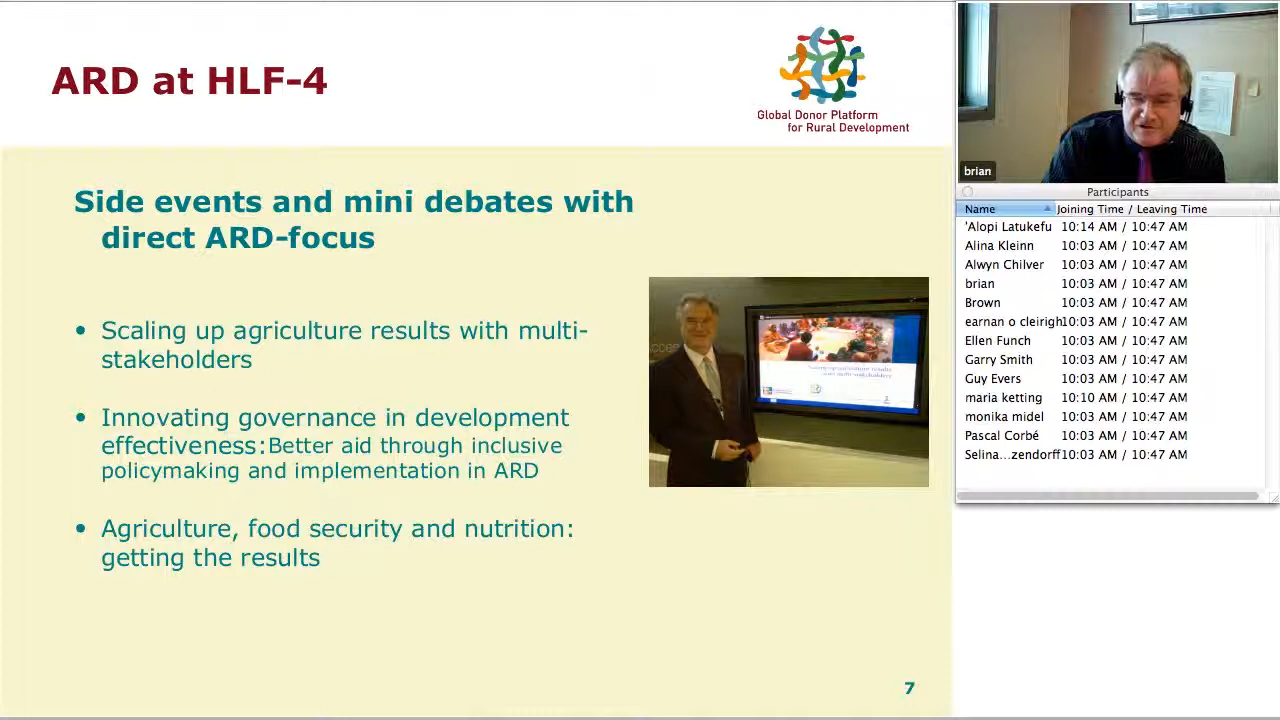 ARD at HLF-4
Global Donor Platform
for Rural Development
Side events and mini debates with
direct ARD-focus
• Scaling up agriculture results with multi-
stakeholders
• Innovating governance in development
effectiveness:Better aid through inclusive
policymaking and implementation in ARD
• Agriculture, food security and nutrition:
getting the results
Scaling up agriculture results
with multi-stakeholders
7
brian
Participants
Name Joining Time / Leaving Time
'Alopi Latukefu 10:14 AM / 10:47 AM
Alina Kleinn 10:03 AM / 10:47 AM
Alwyn Chilver 10:03 AM / 10:47 AM
brian 10:03 AM / 10:47 AM
Brown 10:03 AM / 10:47 AM
earnan o cleirigh 10:03 AM / 10:47 AM
Ellen Funch 10:03 AM / 10:47 AM
Garry Smith 10:03 AM / 10:47 AM
Guy Evers 10:03 AM / 10:47 AM
maria ketting 10:10 AM / 10:47 AM
monika midel 10:03 AM / 10:47 AM
Pascal Corbé 10:03 AM / 10:47 AM
Selina...zendorff 10:03 AM / 10:47 AM